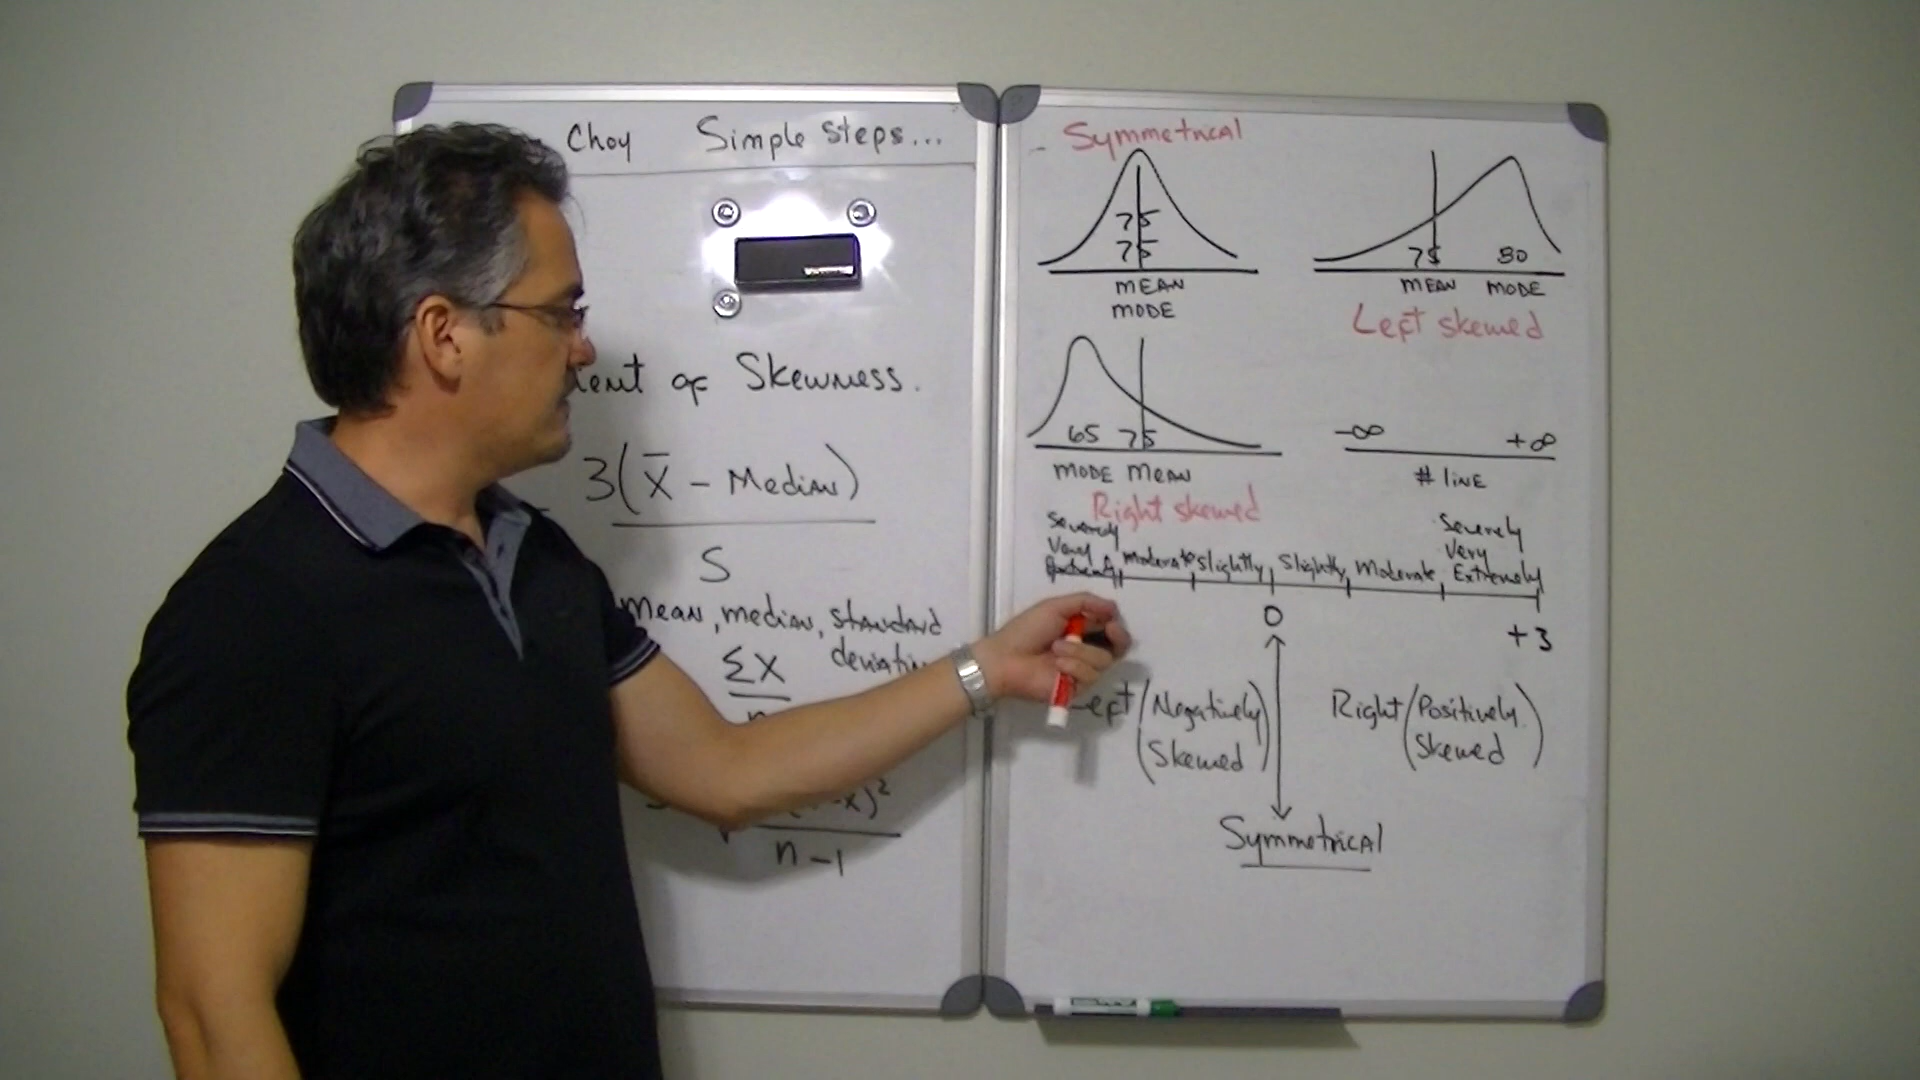 Choy Simple Steps...
of Skewness.
3(x̄ - Median)
S
mean, median, standard
deviation
Σx
n-1
Symmetrical
75
75
MEAN
MODE
75 80
MEAN MODE
Left skewed
65 75
MODE MEAN
Right skewed
-∞ +∞
# LINE
Severely
Very
Moderate Slightly Slightly Moderate
Severely
Very
Extremely
0
+3
Left (Negatively
Skewed)
Right (Positively
Skewed)
Symmetrical